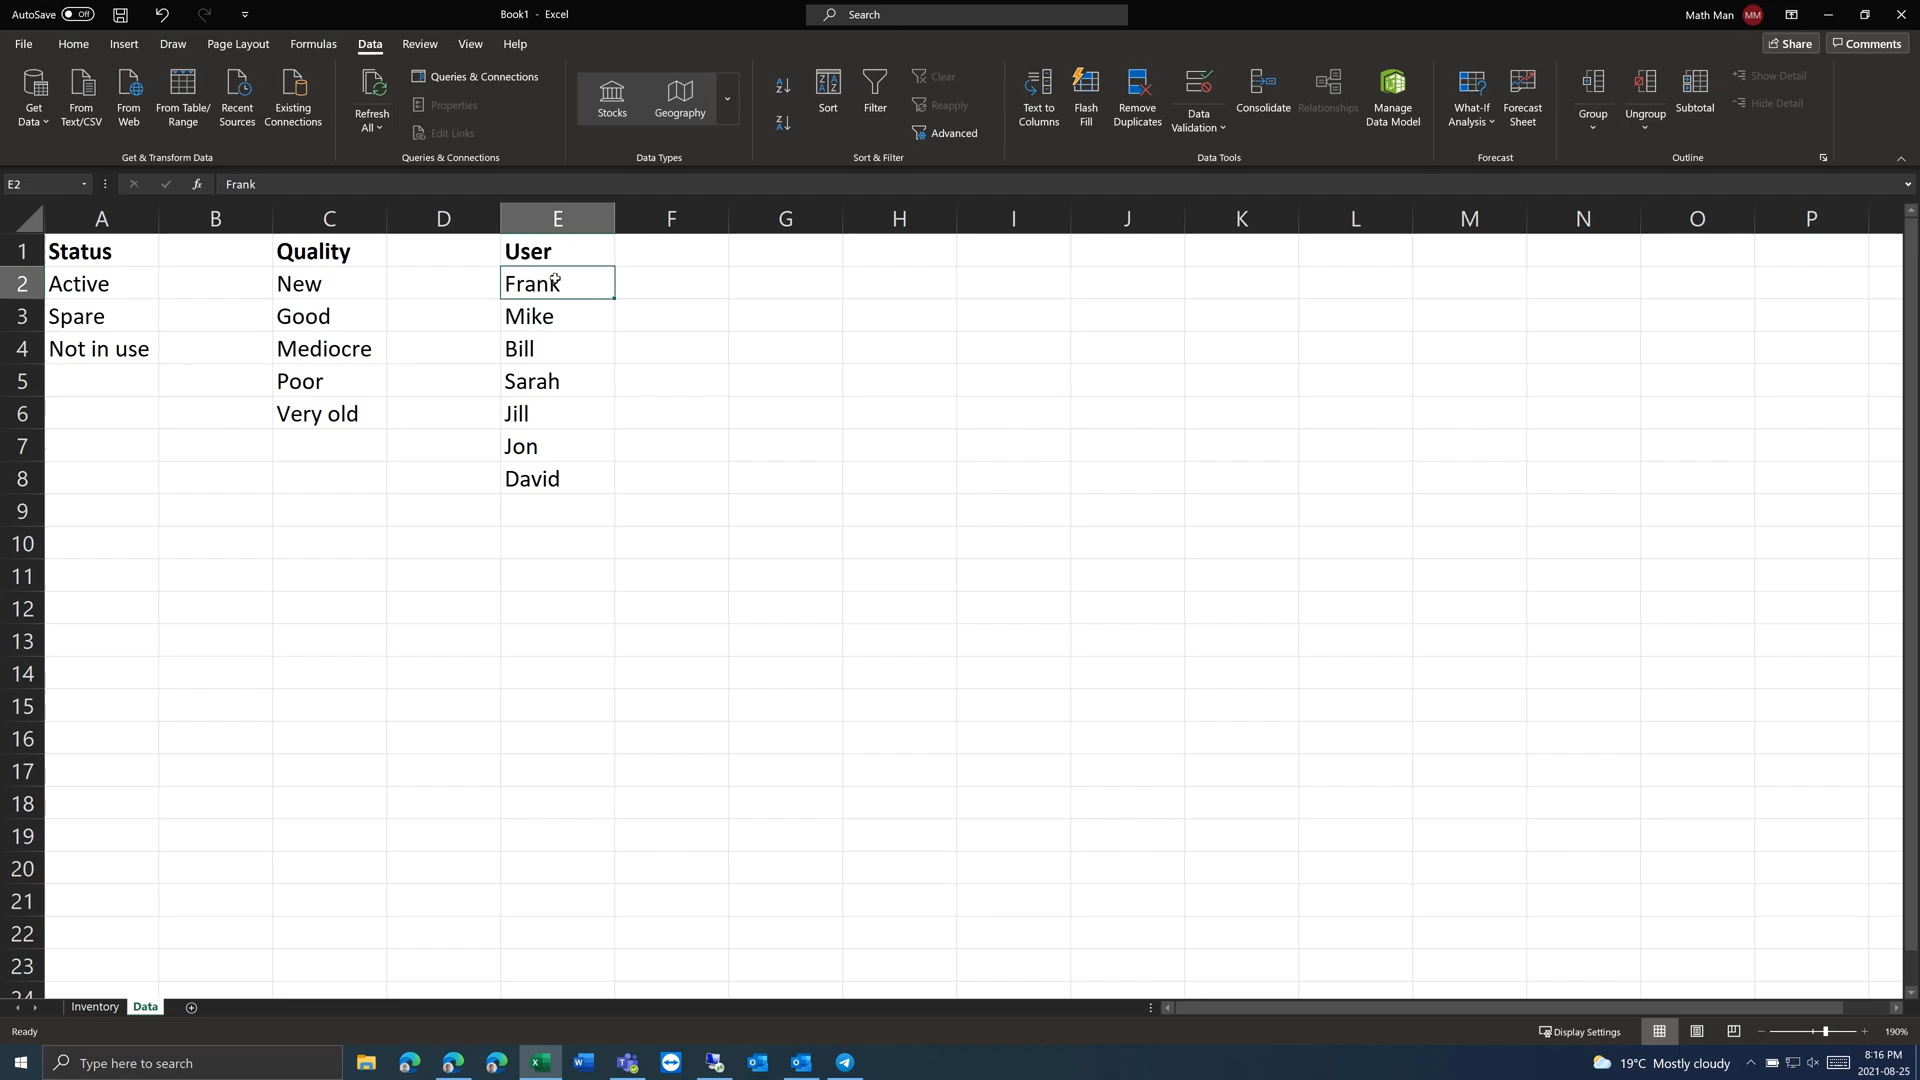 AutoSave Off
Book1 - Excel
Search
Math Man MM
File Home Insert Draw Page Layout Formulas Data Review View Help
Share Comments
Get Data
From Text/CSV
From Web
From Table/ Range
Recent Sources
Existing Connections
Get & Transform Data
Refresh All
Queries & Connections
Properties
Edit Links
Queries & Connections
Stocks
Geography
Data Types
Sort
Filter
Clear
Reapply
Advanced
Sort & Filter
Text to Columns
Flash Fill
Remove Duplicates
Data Validation
Consolidate
Relationships
Manage Data Model
Data Tools
What-If Analysis
Forecast Sheet
Forecast
Group
Ungroup
Subtotal
Show Detail
Hide Detail
Outline
E2 fx Frank
A B C D E F G H I J K L M N O P
1 Status Quality User
2 Active New Frank
3 Spare Good Mike
4 Not in use Mediocre Bill
5 Poor Sarah
6 Very old Jill
7 Jon
8 David
9
10
11
12
13
14
15
16
17
18
19
20
21
22
23
24
Inventory Data
Ready
Display Settings
190%
Type here to search
19°C Mostly cloudy
8:16 PM
2021-08-25